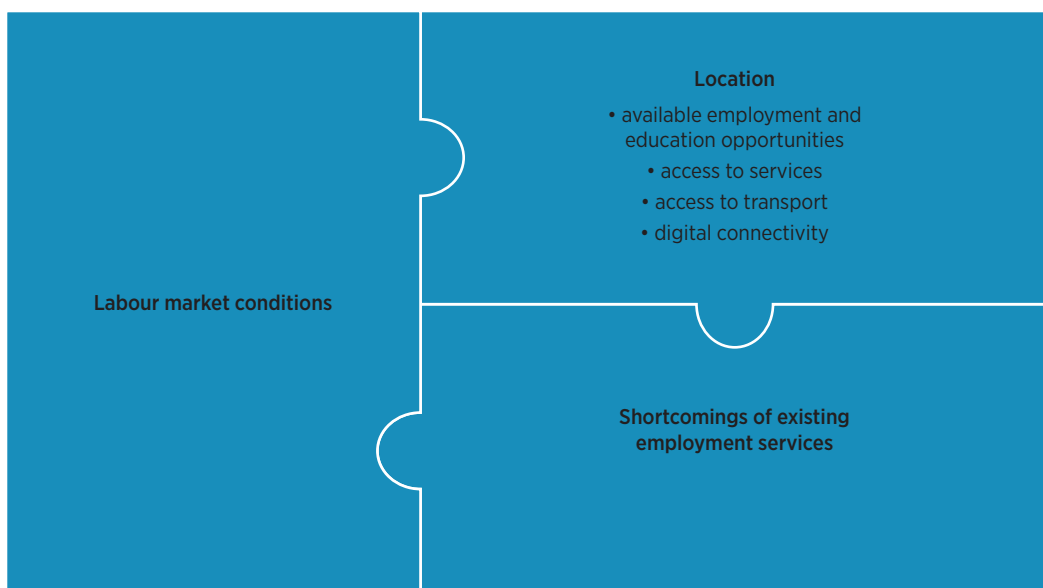 Labour market conditions
Location
• available employment and
education opportunities
• access to services
• access to transport
• digital connectivity
Shortcomings of existing
employment services